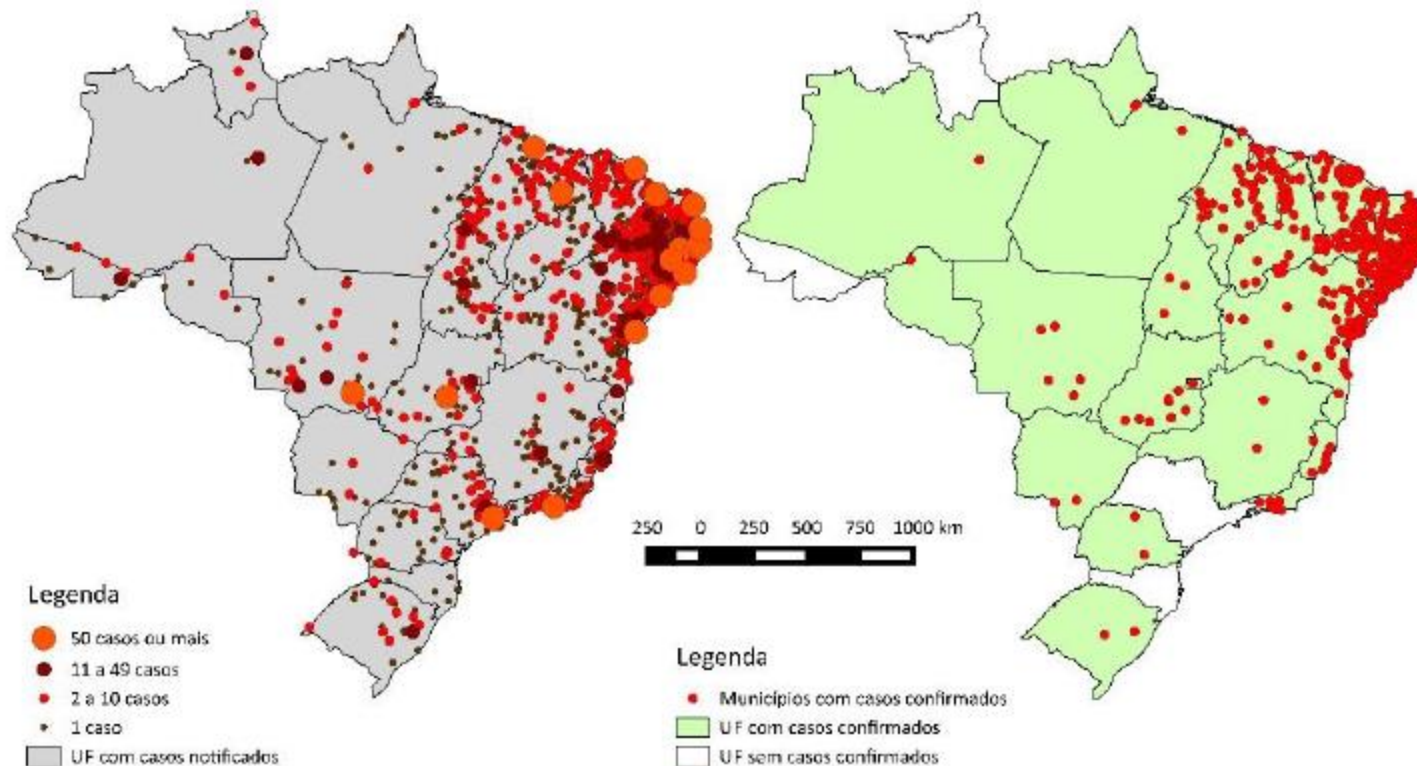 250 0 250 500 750 1000 km
Legenda
50 casos ou mais
11 a 49 casos
2 a 10 casos
1 caso
UF com casos notificados
Legenda
Municípios com casos confirmados
UF com casos confirmados
UF sem casos confirmados